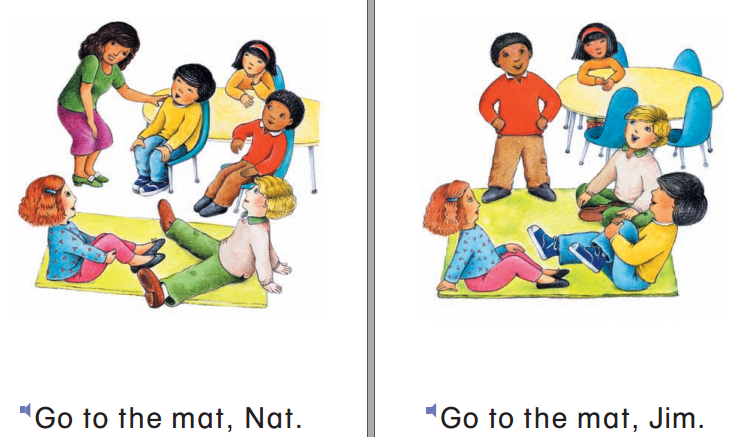 Go to the mat, Nat.
Go to the mat, Jim.